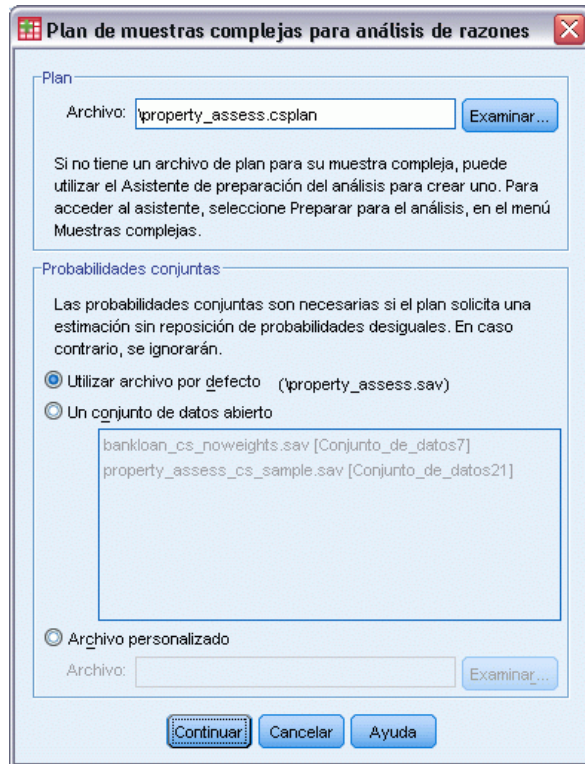 Plan de muestras complejas para análisis de razones
Plan
Archivo: \property_assess.csplan Examinar...
Si no tiene un archivo de plan para su muestra compleja, puede
utilizar el Asistente de preparación del análisis para crear uno. Para
acceder al asistente, seleccione Preparar para el análisis, en el menú
Muestras complejas.
Probabilidades conjuntas
Las probabilidades conjuntas son necesarias si el plan solicita una
estimación sin reposición de probabilidades desiguales. En caso
contrario, se ignorarán.
Utilizar archivo por defecto (\property_assess.sav)
Un conjunto de datos abierto
bankloan_cs_noweights.sav [Conjunto_de_datos7]
property_assess_cs_sample.sav [Conjunto_de_datos21]
Archivo personalizado
Archivo: Examinar...
Continuar Cancelar Ayuda